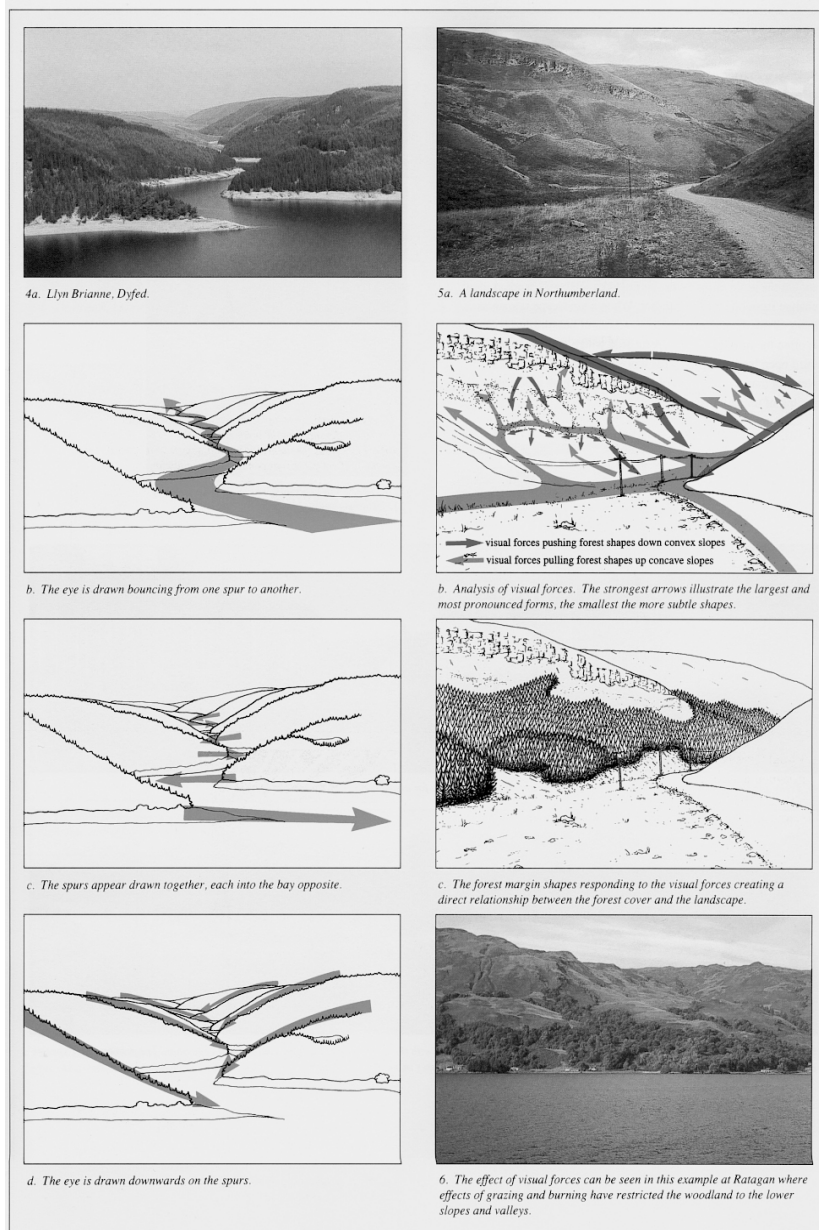 4a. Llyn Brianne, Dyfed.
b. The eye is drawn bouncing from one spur to another.
c. The spurs appear drawn together, each into the bay opposite.
d. The eye is drawn downwards on the spurs.
5a. A landscape in Northumberland.
visual forces pushing forest shapes down convex slopes
visual forces pulling forest shapes up concave slopes
b. Analysis of visual forces. The strongest arrows illustrate the largest and
most pronounced forms, the smallest the more subtle shapes.
c. The forest margin shapes responding to the visual forces creating a
direct relationship between the forest cover and the landscape.
6. The effect of visual forces can be seen in this example at Ratagan where
effects of grazing and burning have restricted the woodland to the lower
slopes and valleys.